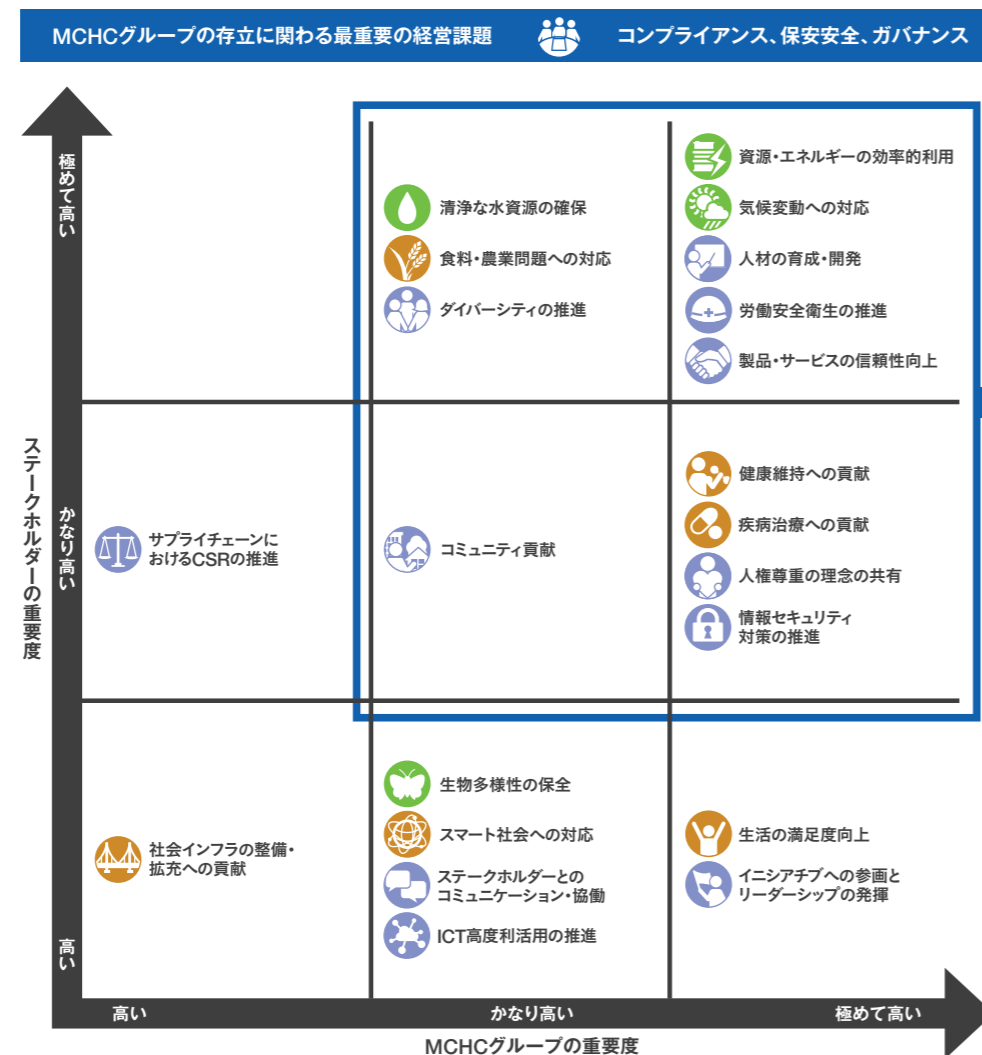 MCHCグループの存立に関わる最重要の経営課題
コンプライアンス、保安安全、ガバナンス
ステークホルダーの重要度
極めて高い
清浄な水資源の確保
食料・農業問題への対応
ダイバーシティの推進
資源・エネルギーの効率的利用
気候変動への対応
人材の育成・開発
労働安全衛生の推進
製品・サービスの信頼性向上
かなり高い
サプライチェーンに
おけるCSRの推進
コミュニティ貢献
健康維持への貢献
疾病治療への貢献
人権尊重の理念の共有
情報セキュリティ
対策の推進
高い
社会インフラの整備・
拡充への貢献
生物多様性の保全
スマート社会への対応
ステークホルダーとの
コミュニケーション・協働
ICT高度利活用の推進
生活の満足度向上
イニシアチブへの参画と
リーダーシップの発揮
高い
かなり高い
極めて高い
MCHCグループの重要度